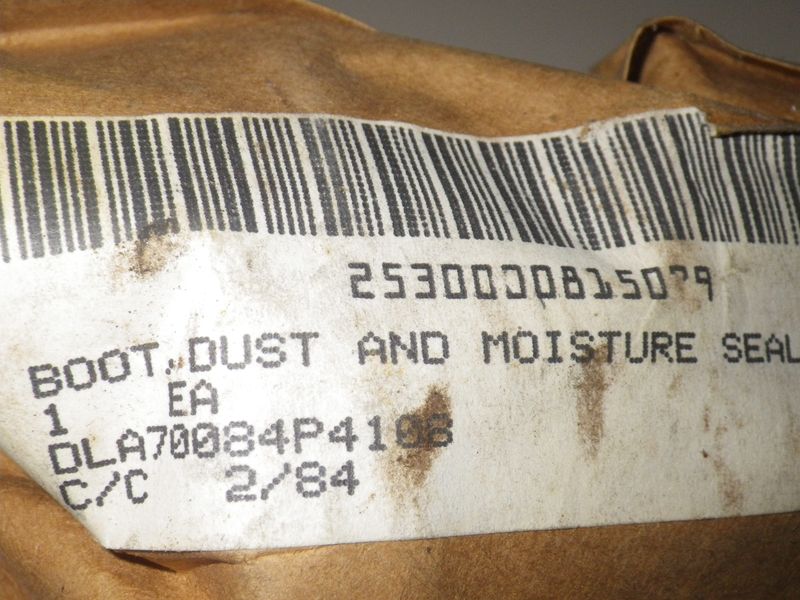 2530000815079
BOOT,DUST AND MOISTURE SEAL
1 EA
DLA70084P4108
C/C 2/84